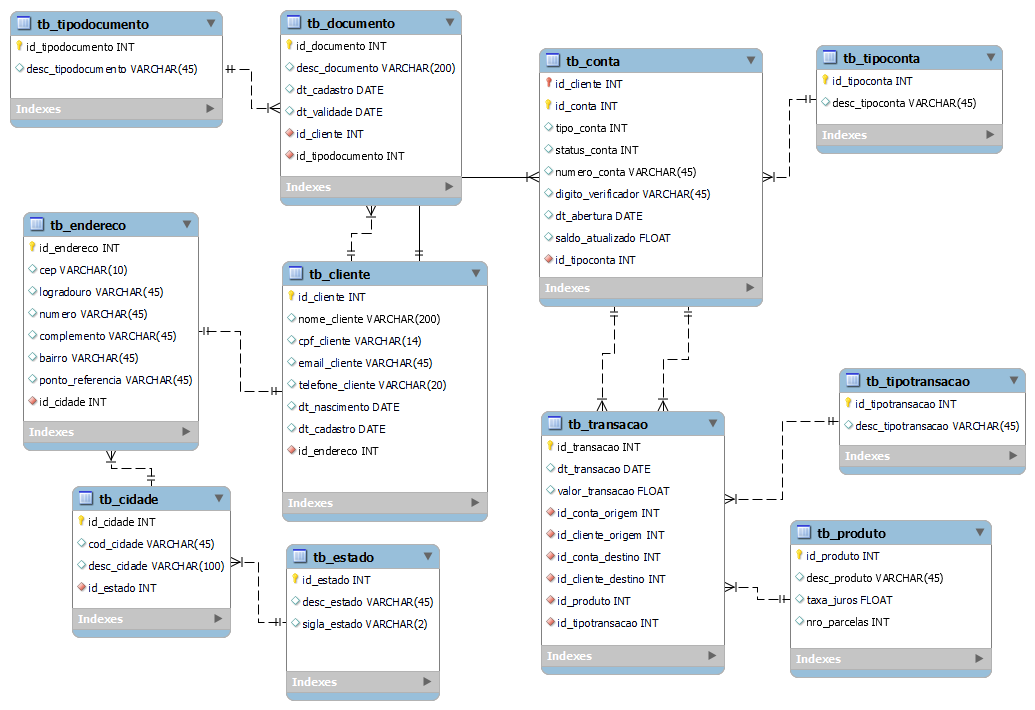 tb_tipodocumento
id_tipodocumento INT
desc_tipodocumento VARCHAR(45)
Indexes
tb_documento
id_documento INT
desc_documento VARCHAR(200)
dt_cadastro DATE
dt_validade DATE
id_cliente INT
id_tipodocumento INT
Indexes
tb_conta
id_cliente INT
id_conta INT
tipo_conta INT
status_conta INT
numero_conta VARCHAR(45)
digito_verificador VARCHAR(45)
dt_abertura DATE
saldo_atualizado FLOAT
id_tipoconta INT
Indexes
tb_tipoconta
id_tipoconta INT
desc_tipoconta VARCHAR(45)
Indexes
tb_endereco
id_endereco INT
cep VARCHAR(10)
logradouro VARCHAR(45)
numero VARCHAR(45)
complemento VARCHAR(45)
bairro VARCHAR(45)
ponto_referencia VARCHAR(45)
id_cidade INT
Indexes
tb_cliente
id_cliente INT
nome_cliente VARCHAR(200)
cpf_cliente VARCHAR(14)
email_cliente VARCHAR(45)
telefone_cliente VARCHAR(20)
dt_nascimento DATE
dt_cadastro DATE
id_endereco INT
Indexes
tb_transacao
id_transacao INT
dt_transacao DATE
valor_transacao FLOAT
id_conta_origem INT
id_cliente_origem INT
id_conta_destino INT
id_cliente_destino INT
id_produto INT
id_tipotransacao INT
Indexes
tb_tipotransacao
id_tipotransacao INT
desc_tipotransacao VARCHAR(45)
Indexes
tb_cidade
id_cidade INT
cod_cidade VARCHAR(45)
desc_cidade VARCHAR(100)
id_estado INT
Indexes
tb_estado
id_estado INT
desc_estado VARCHAR(45)
sigla_estado VARCHAR(2)
Indexes
tb_produto
id_produto INT
desc_produto VARCHAR(45)
taxa_juros FLOAT
nro_parcelas INT
Indexes